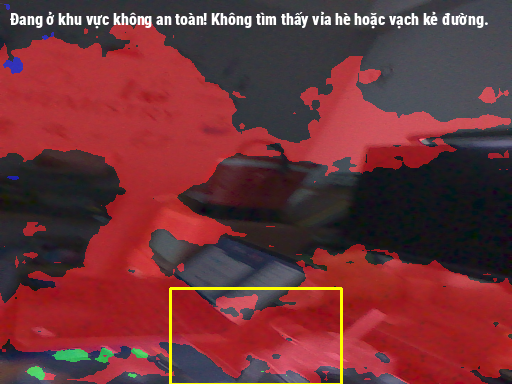 Đang ở khu vực không an toàn! Không tìm thấy vỉa hè hoặc vạch kẻ đường.